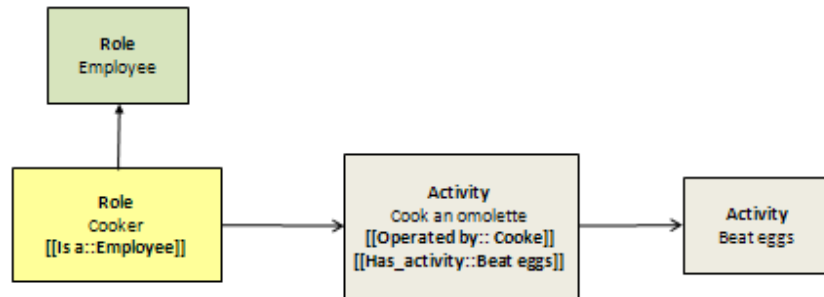 Role
Employee
Role
Cooker
[[Is a::Employee]]
Activity
Cook an omolette
[[Operated by:: Cooke]]
[[Has_activity::Beat eggs]]
Activity
Beat eggs